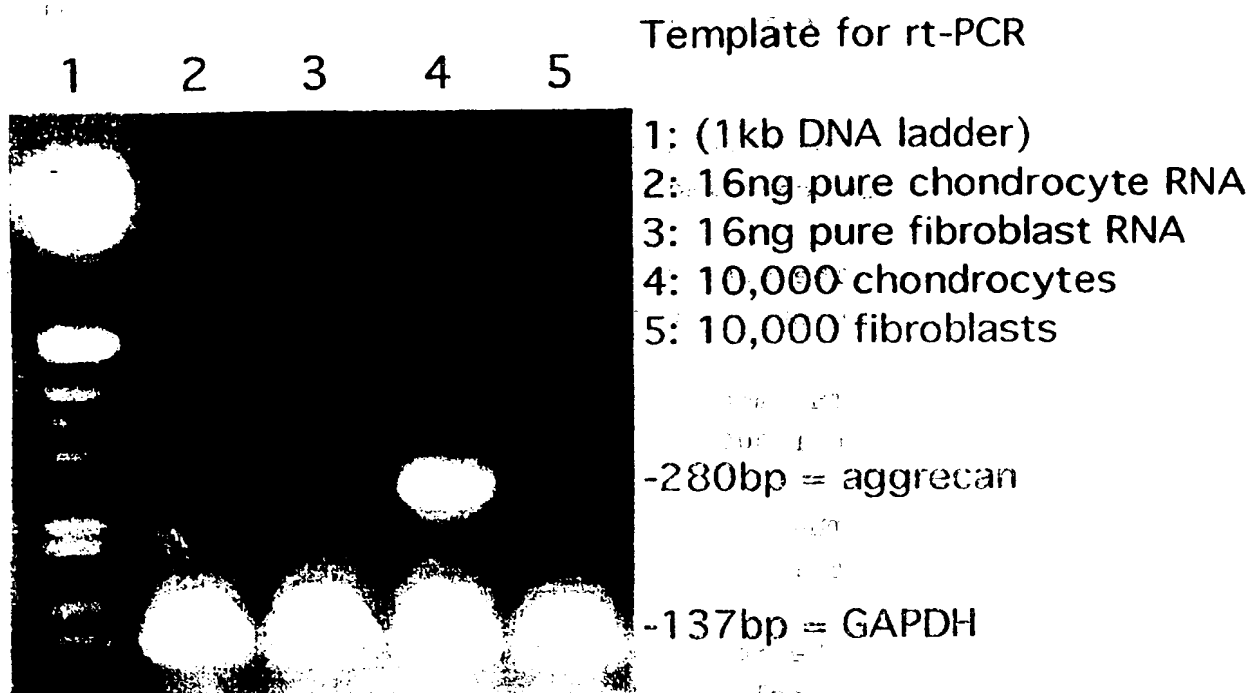 Template for rt-PCR
1 2 3 4 5
1: (1kb DNA ladder)
2: 16ng pure chondrocyte RNA
3: 16ng pure fibroblast RNA
4: 10,000 chondrocytes
5: 10,000 fibroblasts
-280bp = aggrecan
-137bp = GAPDH